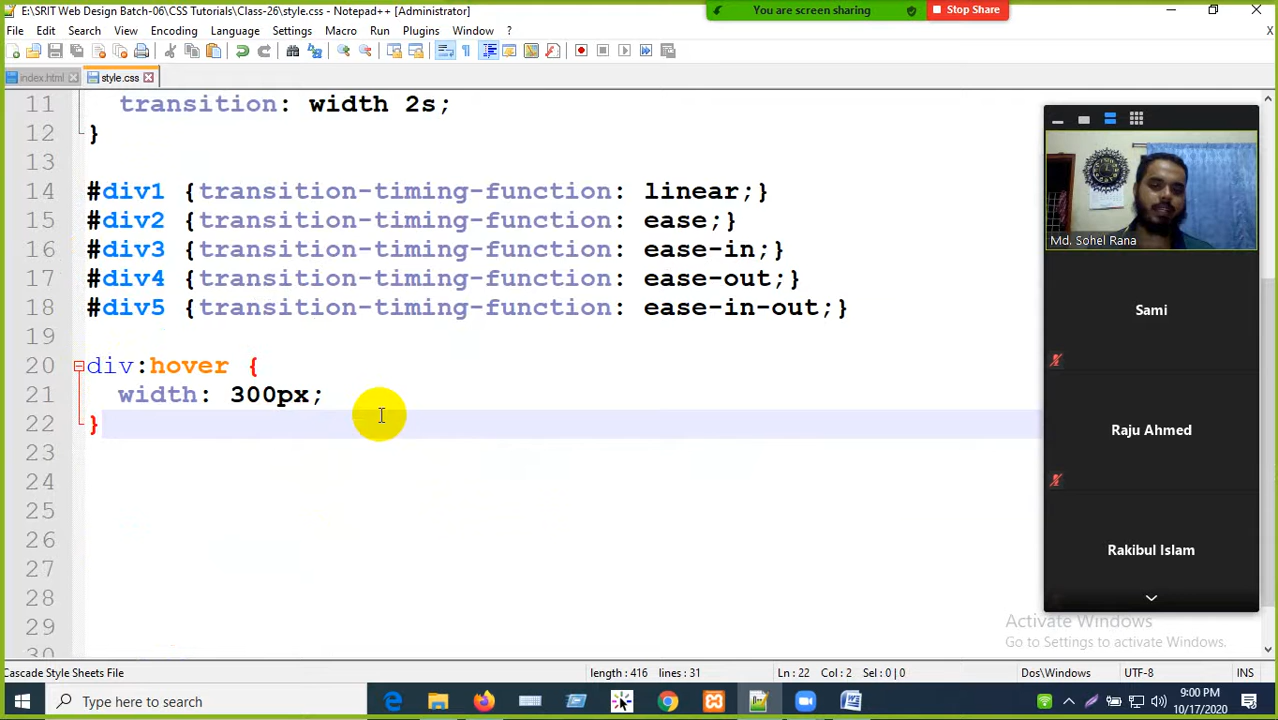 E:\SRIT Web Design Batch-06\CSS Tutorials\Class-26\style.css - Notepad++ [Administrator]
You are screen sharing
Stop Share
File Edit Search View Encoding Language Settings Macro Run Plugins Window ? X
index.html style.css
11 transition: width 2s;
12 }
13
14 #div1 {transition-timing-function: linear;}
15 #div2 {transition-timing-function: ease;}
16 #div3 {transition-timing-function: ease-in;}
17 #div4 {transition-timing-function: ease-out;}
18 #div5 {transition-timing-function: ease-in-out;}
19
20 div:hover {
21 width: 300px;
22 }
23
24
25
26
27
28
29
30
Md. Sohel Rana
Sami
Raju Ahmed
Rakibul Islam
Activate Windows
Go to Settings to activate Windows.
Cascade Style Sheets File length : 416 lines : 31 Ln : 22 Col : 2 Sel : 0 | 0 Dos\Windows UTF-8 INS
Type here to search
9:00 PM
10/17/2020